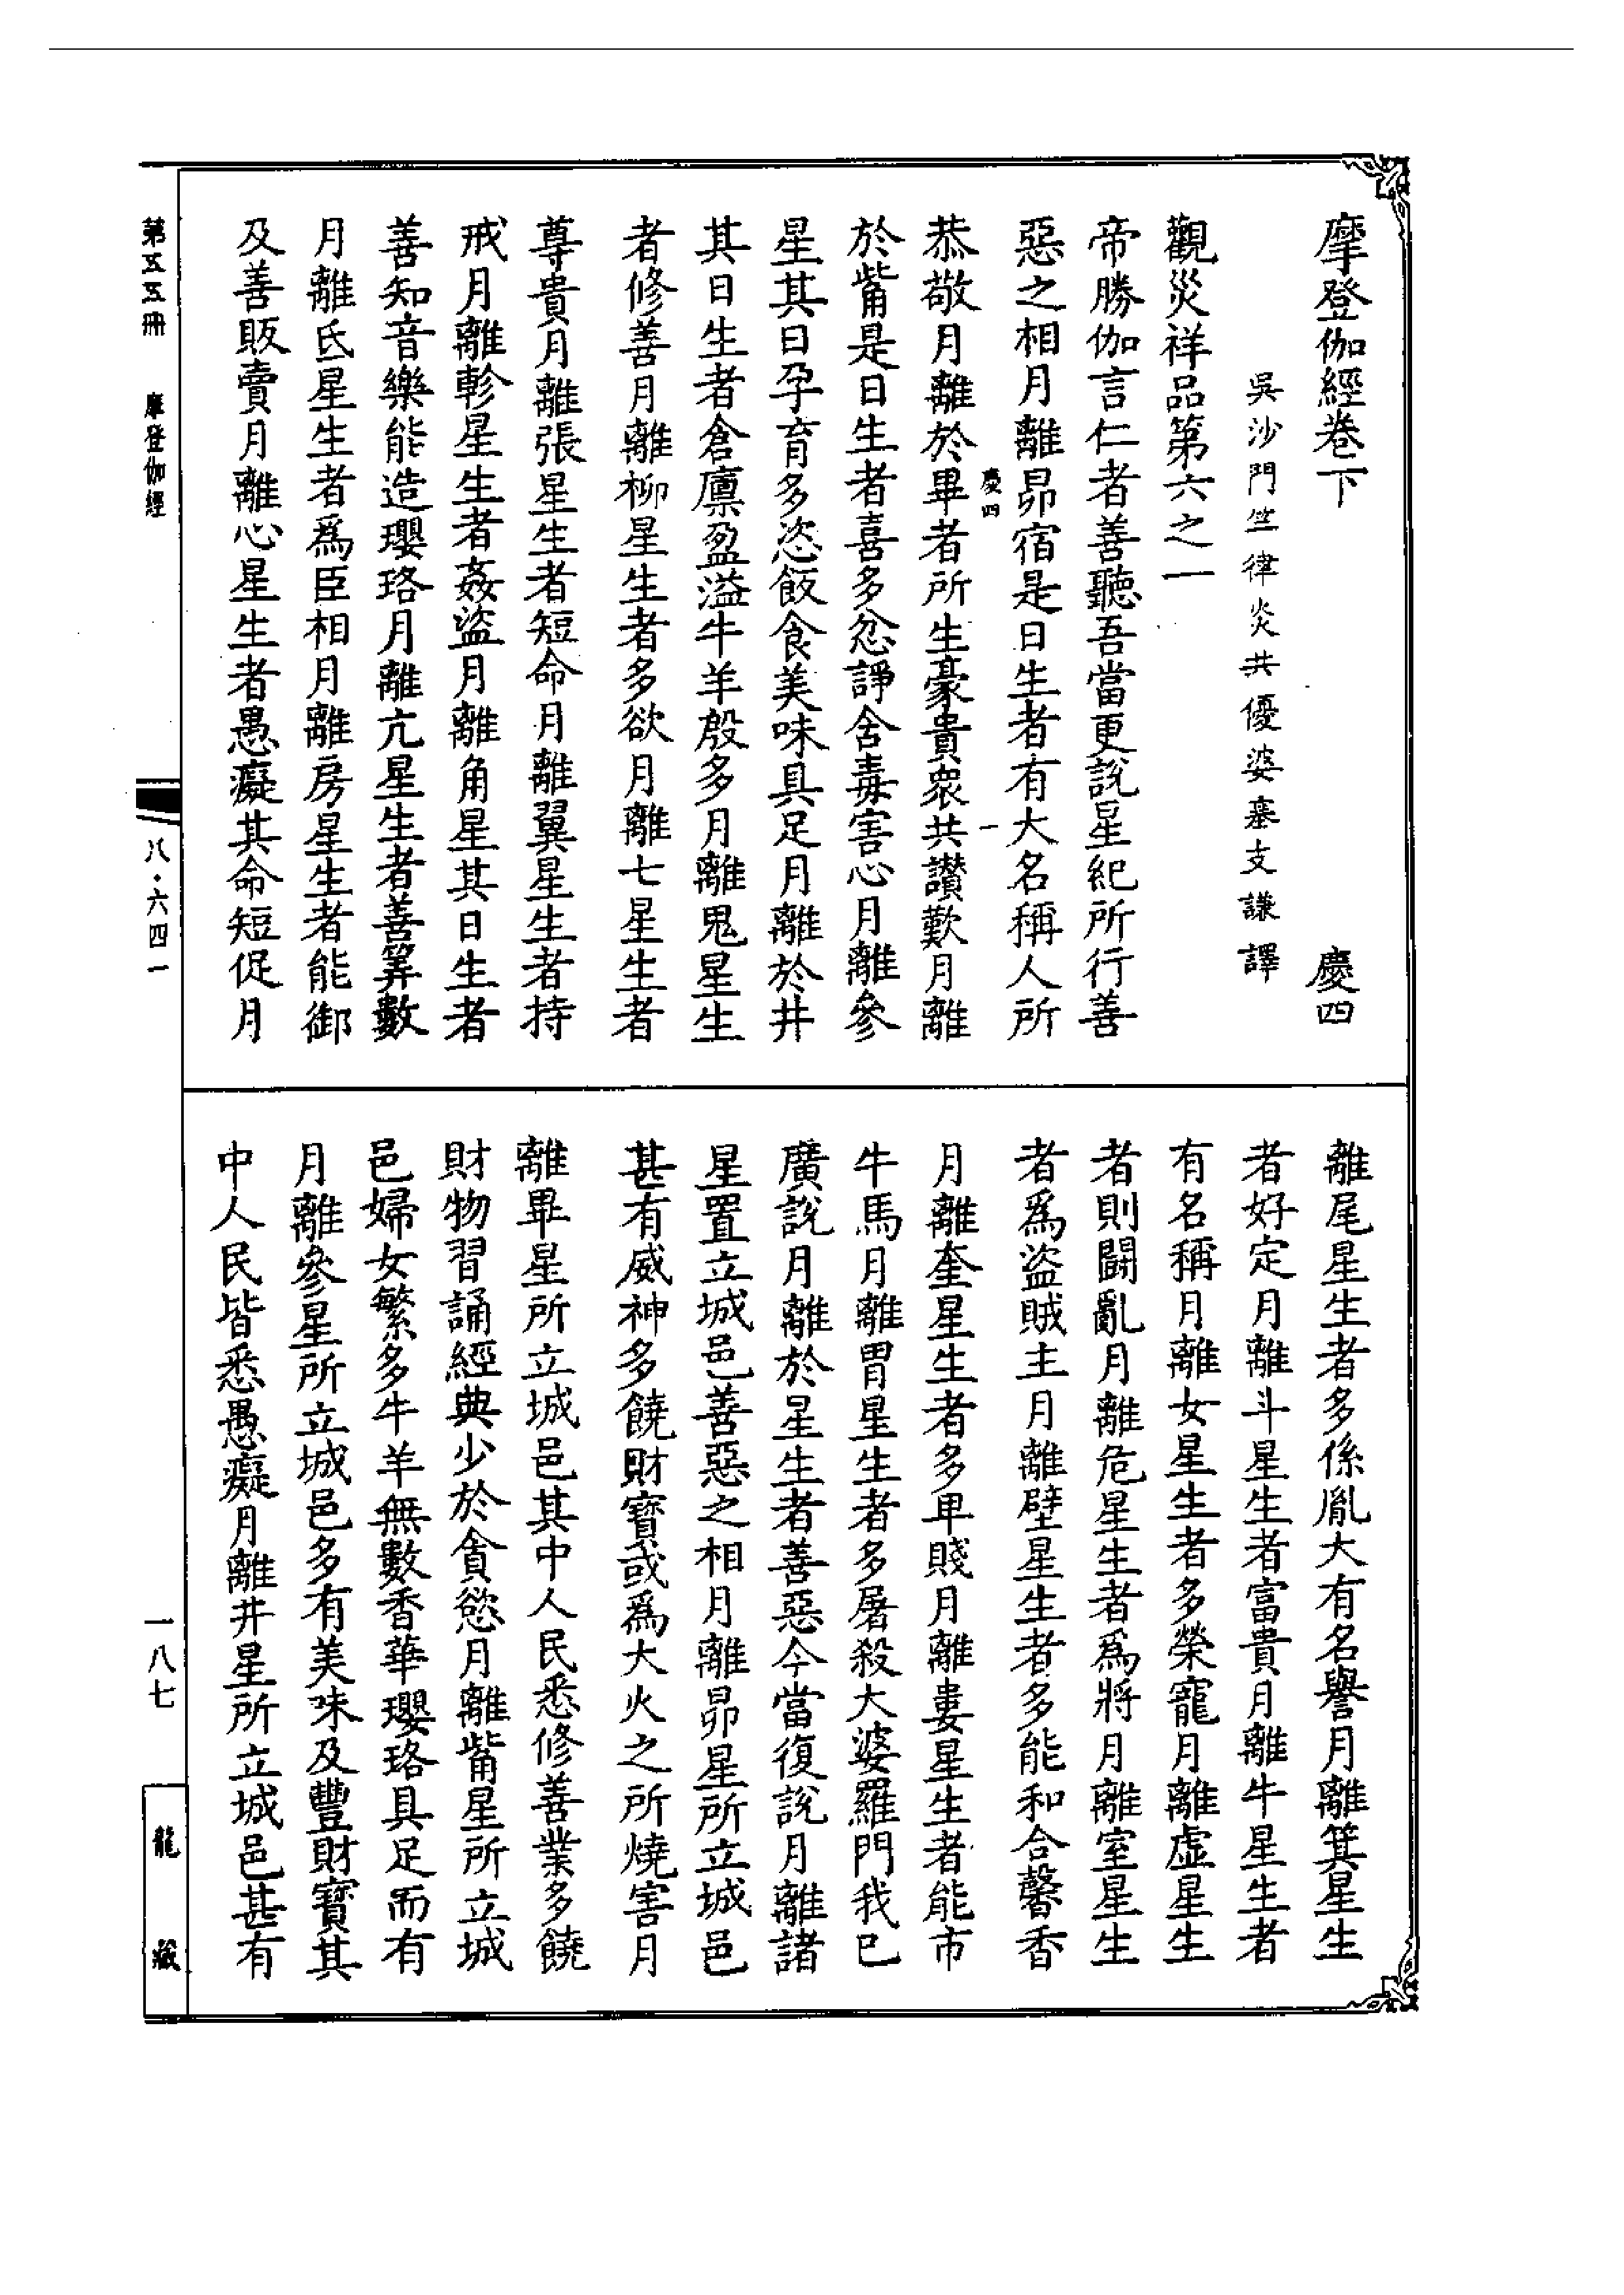 摩登伽經卷下　慶四
吳沙門竺律炎共優婆塞支謙譯
觀災祥品第六之一
帝勝伽言仁者善聽吾當更說星紀所行善
惡之相月離昴宿是日生者有大名稱人所
慶四　一
恭敬月離於畢者所生豪貴衆共讚歎月離
於觜是日生者喜多忿諍含毒害心月離參
星其日孕育多恣飯食美味具足月離於井
其日生者倉廩盈溢牛羊殷多月離鬼星生
者修善月離柳星生者多欲月離七星生者
尊貴月離張星生者短命月離翼星生者持
戒月離軫星生者姦盜月離角星其日生者
善知音樂能造瓔珞月離亢星生者善筭數
月離氐星生者爲臣相月離房星生者能御
及善販賣月離心星生者愚癡其命短促月
離尾星生者多係胤大有名譽月離箕星生
者好定月離斗星生者富貴月離牛星生者
有名稱月離女星生者多榮寵月離虛星生
者則鬬亂月離危星生者爲將月離室星生
者爲盜賊主月離壁星生者多能和合馨香
月離奎星生者多卑賤月離婁星生者能市
牛馬月離胃星生者多屠殺大婆羅門我已
廣說月離於星生者善惡今當復說月離諸
星置立城邑善惡之相月離昴星所立城邑
甚有威神多饒財寶或爲大火之所燒害月
離畢星所立城邑其中人民悉修善業多饒
財物習誦經典少於貪慾月離觜星所立城
邑婦女繁多牛羊無數香華瓔珞具足而有
月離參星所立城邑多有美味及豐財寶其
中人民皆悉愚癡月離井星所立城邑甚有
第五五冊　摩登伽經　八·六四一
一八七
龍藏